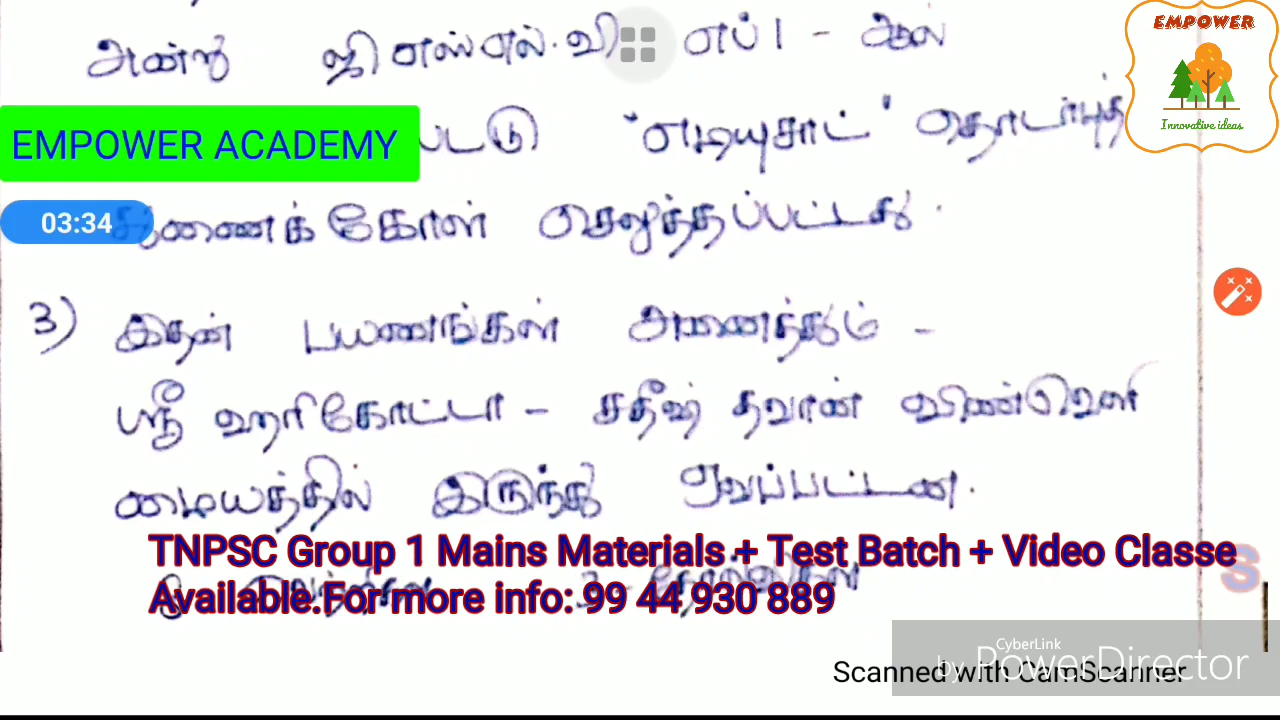 அன்று ஜிஎஸ்எல்.வி எப்1 - ஆல்
EMPOWER
Innovative ideas
EMPOWER ACADEMY
பட்டு "எடியுசாட்" தொடர்புத்
03:34
துணைக்கோள் செலுத்தப்பட்டது.
3) இதன் பயணங்கள் அனைத்தும் -
ஸ்ரீஹரிகோட்டா - சதீஷ் தவான் விண்வெளி
மையத்தில் இருந்து ஏவப்பட்டன.
TNPSC Group 1 Mains Materials + Test Batch + Video Classe
Available.For more info: 99 44 930 889
S
CyberLink
by PowerDirector
Scanned with CamScanner